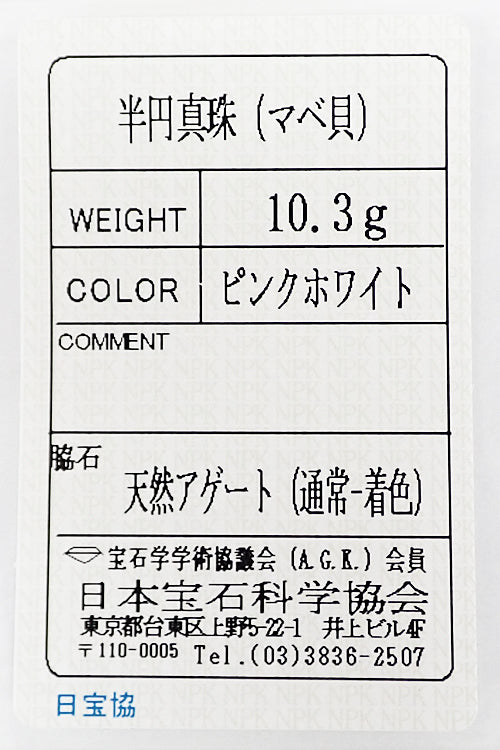 半円真珠(マベ貝)
WEIGHT 10.3g
COLOR ピンクホワイト
COMMENT
脇石
天然アゲート(通常-着色)
宝石学学術協議会(A.G.K.)会員
日本宝石科学協会
東京都台東区上野5-22-1 井上ビル4F
〒110-0005 Tel.(03)3836-2507
日宝協